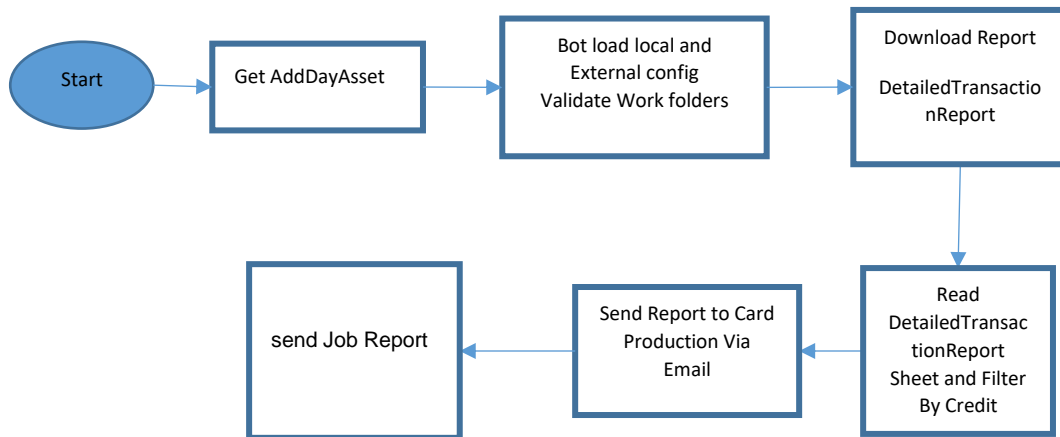 Start
Get AddDayAsset
Bot load local and
External config
Validate Work folders
Download Report
DetailedTransactio
nReport
Read
DetailedTransac
tionReport
Sheet and Filter
By Credit
Send Report to Card
Production Via
Email
send Job Report